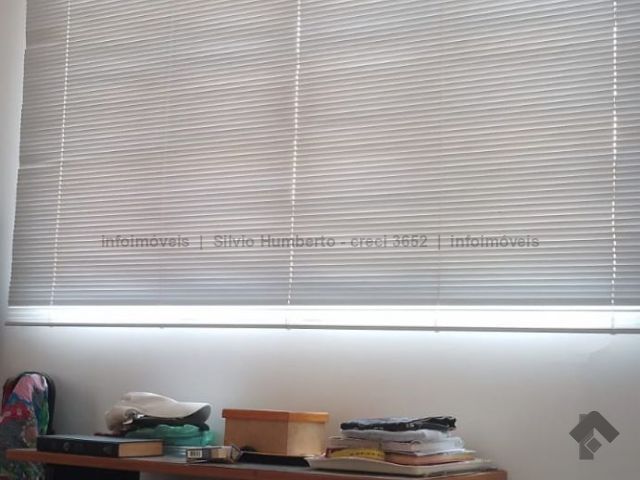 infoimóveis | Silvio Humberto - creci 3652 | infoimóveis